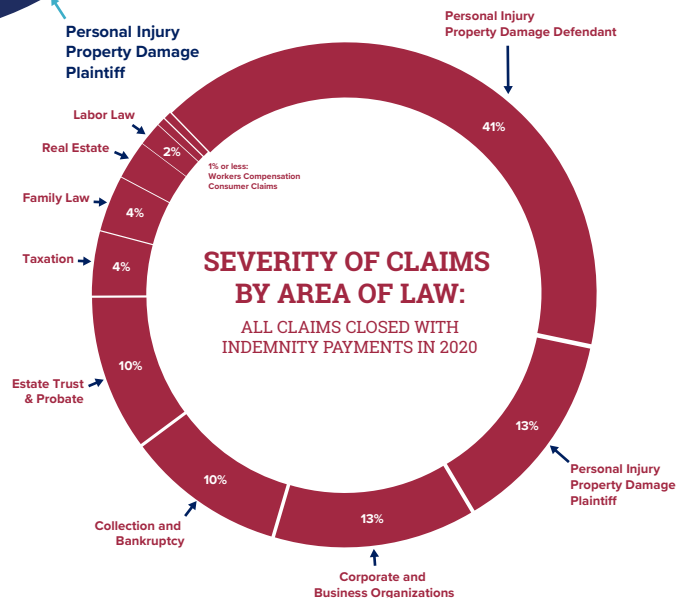 Personal Injury
Property Damage
Plaintiff
Personal Injury
Property Damage Defendant
41%
Labor Law
2%
Real Estate
1% or less:
Workers Compensation
Consumer Claims
Family Law
4%
Taxation
4%
SEVERITY OF CLAIMS
BY AREA OF LAW:
ALL CLAIMS CLOSED WITH
INDEMNITY PAYMENTS IN 2020
10%
Estate Trust
& Probate
13%
Personal Injury
Property Damage
Plaintiff
10%
Collection and
Bankruptcy
13%
Corporate and
Business Organizations